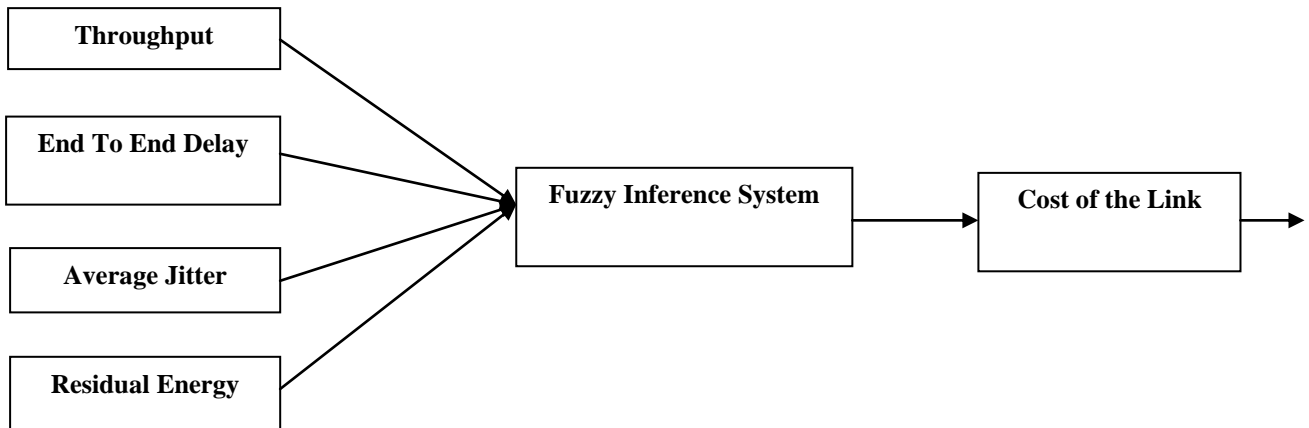 Throughput
End To End Delay
Average Jitter
Residual Energy
Fuzzy Inference System
Cost of the Link